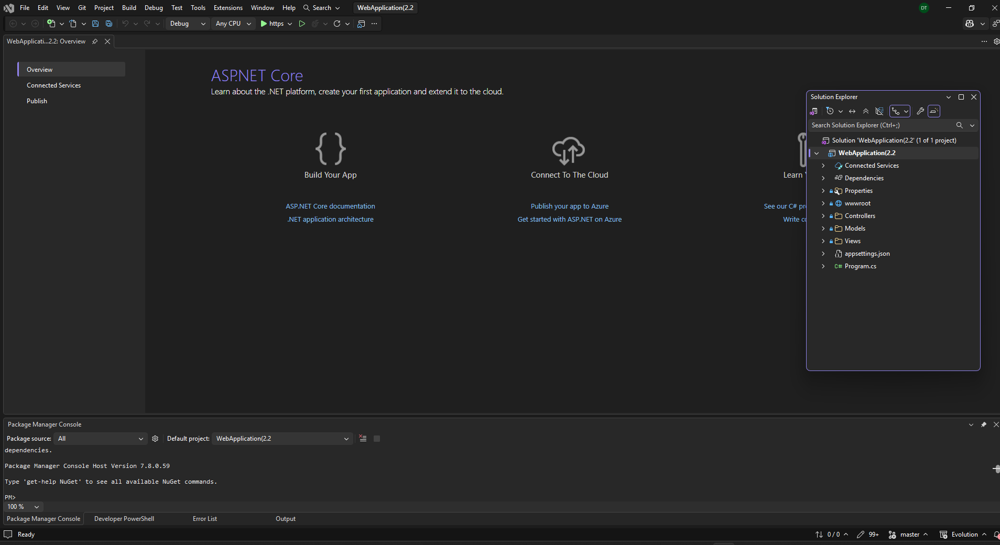 File Edit View Git Project Build Debug Test Tools Extensions Window Help Search WebApplication(2.2 DT
Debug Any CPU https
WebApplicati...2.2: Overview
Overview
Connected Services
Publish
ASP.NET Core
Learn about the .NET platform, create your first application and extend it to the cloud.
Build Your App
ASP.NET Core documentation
.NET application architecture
Connect To The Cloud
Publish your app to Azure
Get started with ASP.NET on Azure
Learn
See our C#
Write
Solution Explorer
Search Solution Explorer (Ctrl+;)
Solution 'WebApplication(2.2' (1 of 1 project)
WebApplication(2.2
Connected Services
Dependencies
Properties
wwwroot
Controllers
Models
Views
appsettings.json
C# Program.cs
Package Manager Console
Package source: All Default project: WebApplication(2.2
dependencies.
Package Manager Console Host Version 7.8.0.59
Type 'get-help NuGet' to see all available NuGet commands.
PM>
100 %
Package Manager Console Developer PowerShell Error List Output
Ready 0 / 0 99+ master Evolution